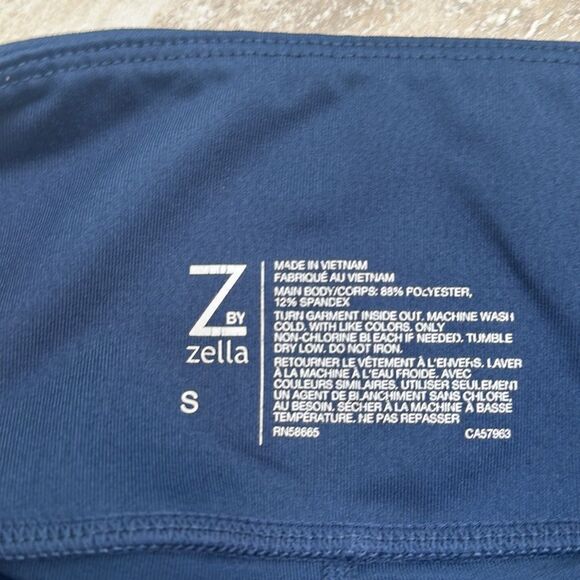 Z BY
zella
S
MADE IN VIETNAM
FABRIQUÉ AU VIETNAM
MAIN BODY/CORPS: 88% POLYESTER,
12% SPANDEX
TURN GARMENT INSIDE OUT. MACHINE WASH
COLD. WITH LIKE COLORS. ONLY
NON-CHLORINE BLEACH IF NEEDED. TUMBLE
DRY LOW. DO NOT IRON.
RETOURNER LE VÊTEMENT À L'ENVERS. LAVER
À LA MACHINE À L'EAU FROIDE. AVEC
COULEURS SIMILAIRES. UTILISER SEULEMENT
UN AGENT DE BLANCHIMENT SANS CHLORE,
AU BESOIN. SÉCHER À LA MACHINE À BASSE
TEMPÉRATURE. NE PAS REPASSER
RN58665 CA57963